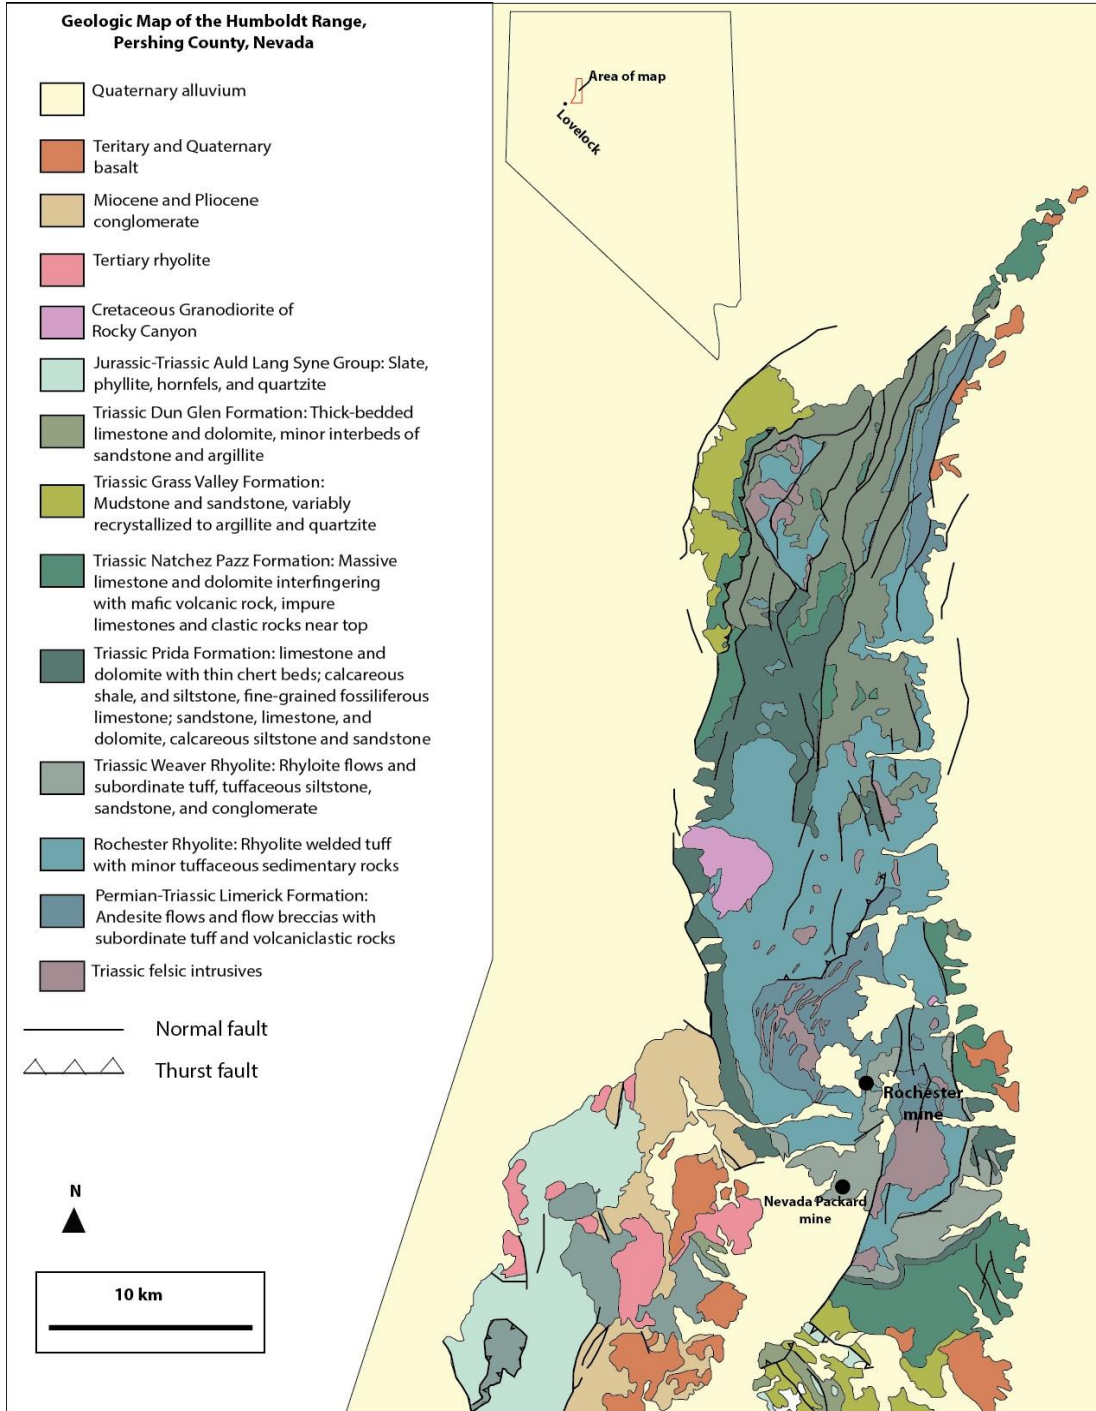 Geologic Map of the Humboldt Range,
Pershing County, Nevada
Quaternary alluvium
Teritary and Quaternary
basalt
Miocene and Pliocene
conglomerate
Tertiary rhyolite
Cretaceous Granodiorite of
Rocky Canyon
Jurassic-Triassic Auld Lang Syne Group: Slate,
phyllite, hornfels, and quartzite
Triassic Dun Glen Formation: Thick-bedded
limestone and dolomite, minor interbeds of
sandstone and argillite
Triassic Grass Valley Formation:
Mudstone and sandstone, variably
recrystallized to argillite and quartzite
Triassic Natchez Pazz Formation: Massive
limestone and dolomite interfingering
with mafic volcanic rock, impure
limestones and clastic rocks near top
Triassic Prida Formation: limestone and
dolomite with thin chert beds; calcareous
shale, and siltstone, fine-grained fossiliferous
limestone; sandstone, limestone, and
dolomite, calcareous siltstone and sandstone
Triassic Weaver Rhyolite: Rhyloite flows and
subordinate tuff, tuffaceous siltstone,
sandstone, and conglomerate
Rochester Rhyolite: Rhyolite welded tuff
with minor tuffaceous sedimentary rocks
Permian-Triassic Limerick Formation:
Andesite flows and flow breccias with
subordinate tuff and volcaniclastic rocks
Triassic felsic intrusives
Normal fault
Thurst fault
N
10 km
Area of map
Lovelock
Rochester
mine
Nevada Packard
mine